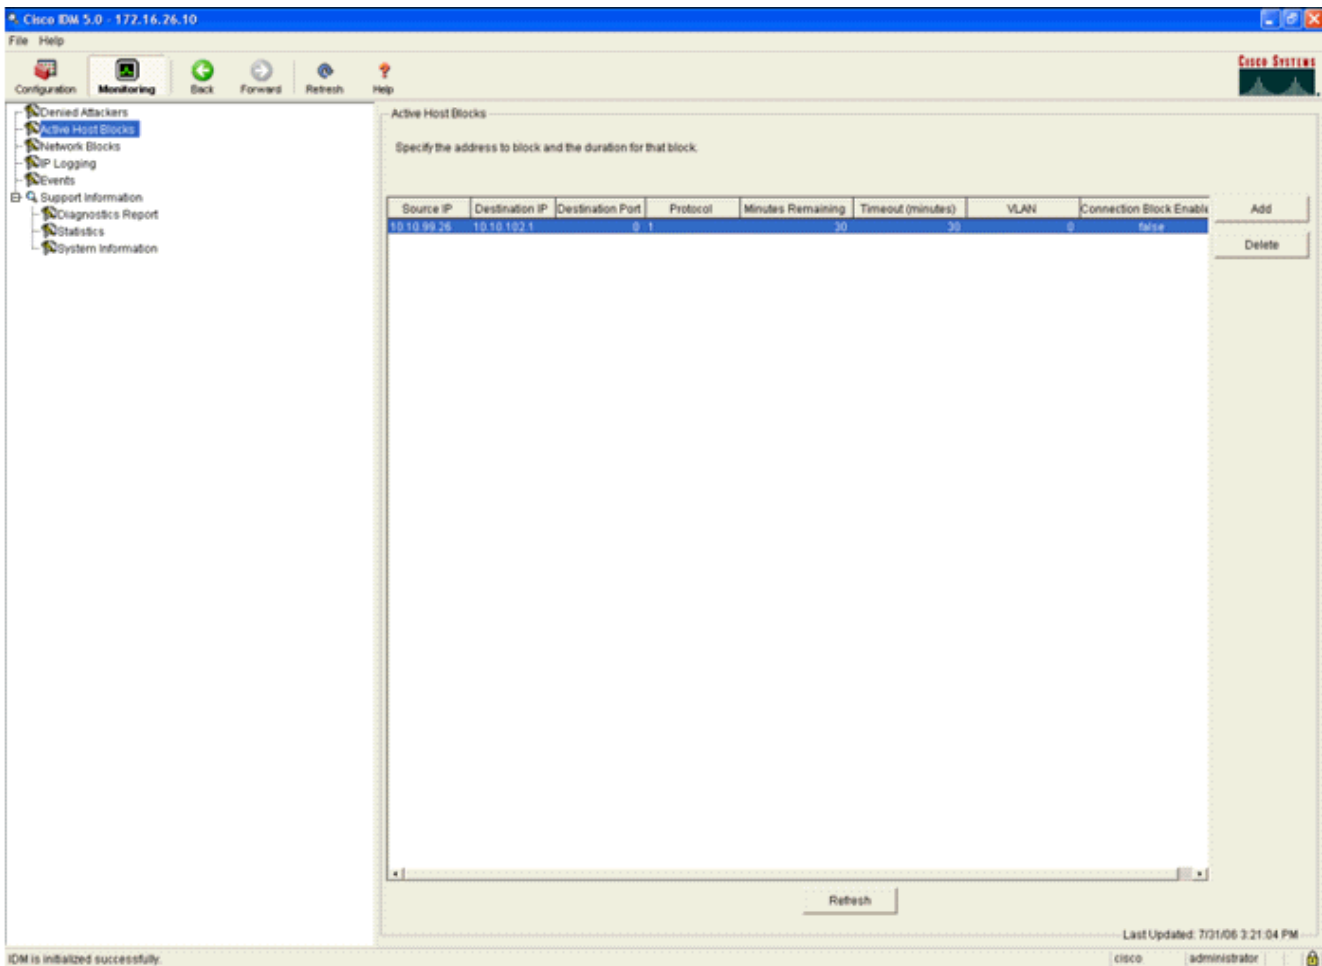 Cisco IDM 5.0 - 172.16.26.10
File Help
Configuration Monitoring Back Forward Refresh Help
CISCO SYSTEMS
Denied Attackers
Active Host Blocks
Network Blocks
IP Logging
Events
Support Information
Diagnostics Report
Statistics
System Information
Active Host Blocks
Specify the address to block and the duration for that block.
Source IP Destination IP Destination Port Protocol Minutes Remaining Timeout (minutes) VLAN Connection Block Enable
10.10.99.26 10.10.102.1 0 1 30 30 0 false
Add
Delete
Refresh
Last Updated: 7/31/06 3:21:04 PM
IDM is initialized successfully. cisco administrator